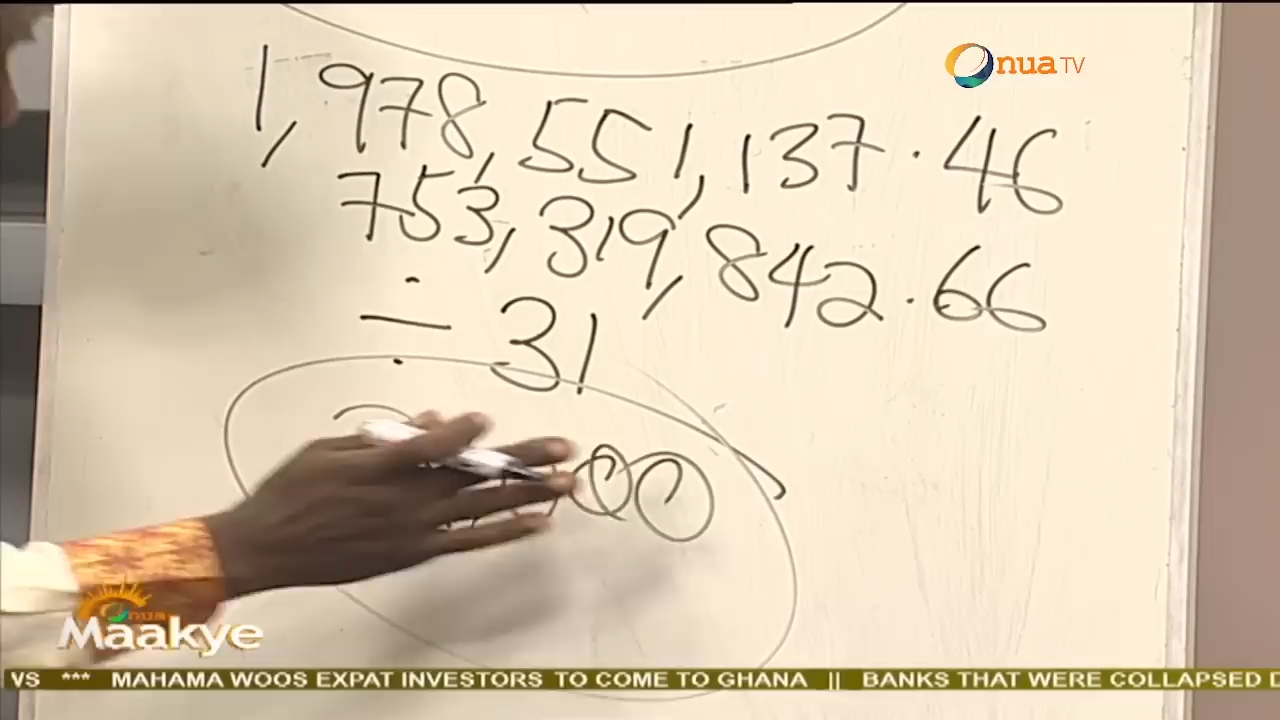 Onua TV
1,978,551,137.46
753,319,842.66
÷ 31
00
Onua
Maakye
VS *** MAHAMA WOOS EXPAT INVESTORS TO COME TO GHANA || BANKS THAT WERE COLLAPSED D